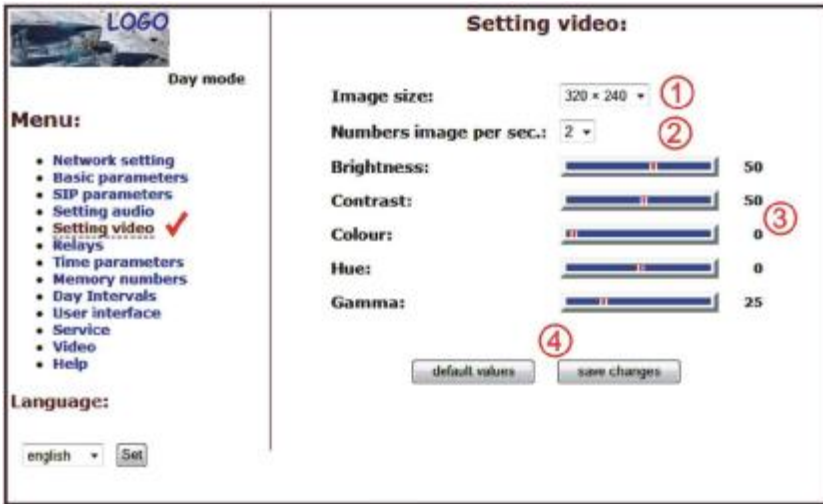 LOGO
Day mode
Menu:
• Network setting
• Basic parameters
• SIP parameters
• Setting audio
• Setting video
• Relays
• Time parameters
• Memory numbers
• Day Intervals
• User interface
• Service
• Video
• Help
Language:
english Set
Setting video:
Image size: 320 × 240 1
Numbers image per sec.: 2 2
Brightness: 50
Contrast: 50
3
Colour: 0
Hue: 0
Gamma: 25
4
default values save changes